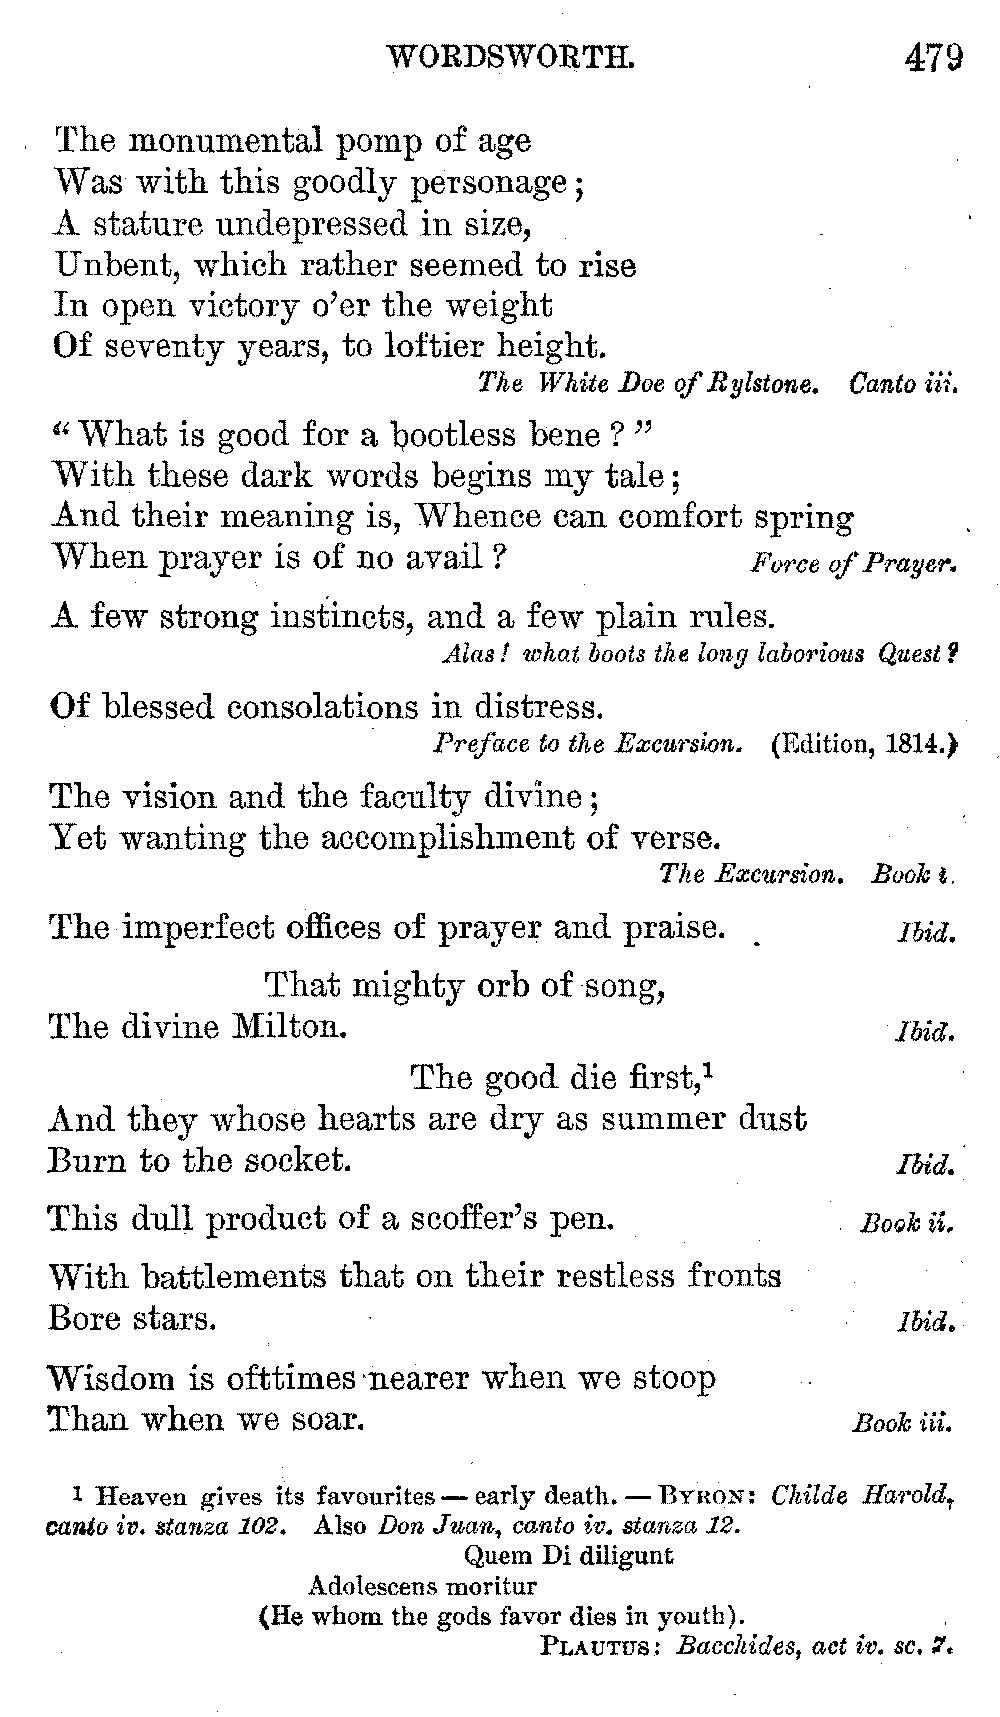 WORDSWORTH. 479
The monumental pomp of age
Was with this goodly personage;
A stature undepressed in size,
Unbent, which rather seemed to rise
In open victory o'er the weight
Of seventy years, to loftier height.
The White Doe of Rylstone. Canto iii.
“What is good for a bootless bene?”
With these dark words begins my tale;
And their meaning is, Whence can comfort spring
When prayer is of no avail? Force of Prayer.
A few strong instincts, and a few plain rules.
Alas! what boots the long laborious Quest?
Of blessed consolations in distress.
Preface to the Excursion. (Edition, 1814.)
The vision and the faculty divine;
Yet wanting the accomplishment of verse.
The Excursion. Book i.
The imperfect offices of prayer and praise. Ibid.
That mighty orb of song,
The divine Milton. Ibid.
The good die first,¹
And they whose hearts are dry as summer dust
Burn to the socket. Ibid.
This dull product of a scoffer's pen. Book ii.
With battlements that on their restless fronts
Bore stars. Ibid.
Wisdom is ofttimes nearer when we stoop
Than when we soar. Book iii.
1 Heaven gives its favourites — early death. — BYRON: Childe Harold,
canto iv. stanza 102. Also Don Juan, canto iv. stanza 12.
Quem Di diligunt
Adolescens moritur
(He whom the gods favor dies in youth).
PLAUTUS: Bacchides, act iv. sc. 7.